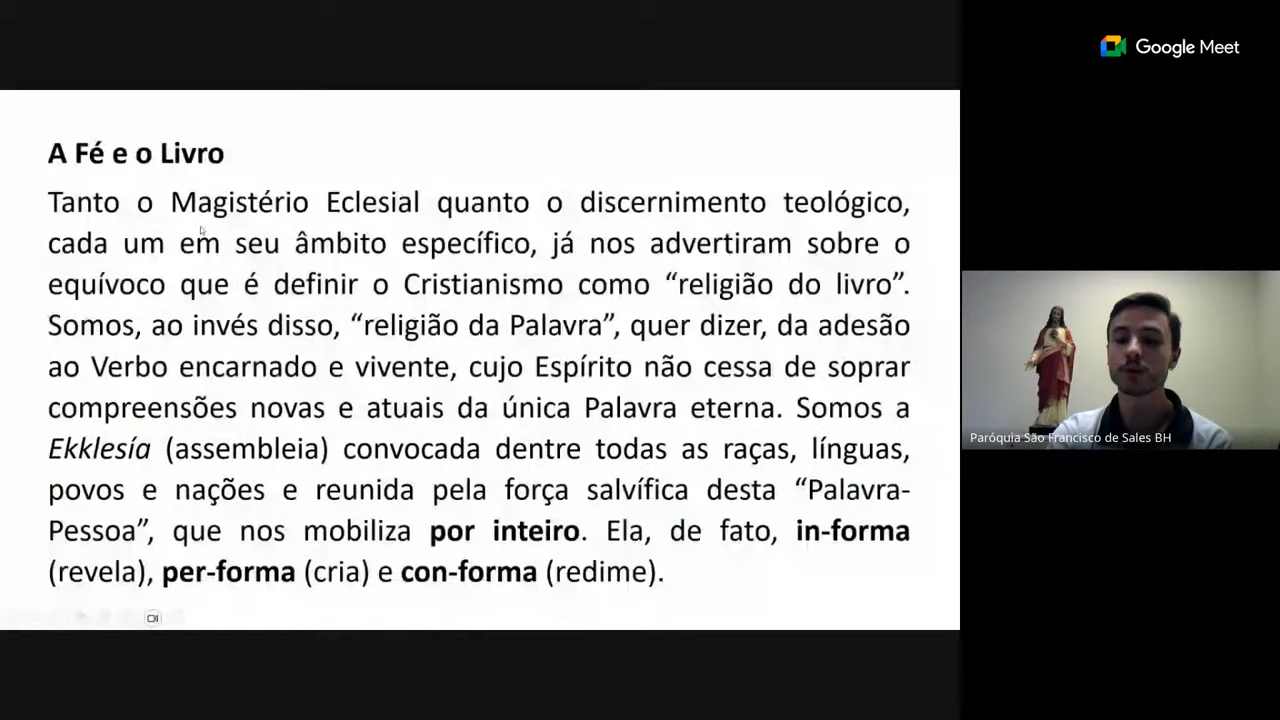 Google Meet
A Fé e o Livro
Tanto o Magistério Eclesial quanto o discernimento teológico,
cada um em seu âmbito específico, já nos advertiram sobre o
equívoco que é definir o Cristianismo como “religião do livro”.
Somos, ao invés disso, “religião da Palavra”, quer dizer, da adesão
ao Verbo encarnado e vivente, cujo Espírito não cessa de soprar
compreensões novas e atuais da única Palavra eterna. Somos a
Ekklesía (assembleia) convocada dentre todas as raças, línguas,
povos e nações e reunida pela força salvífica desta “Palavra-
Pessoa”, que nos mobiliza por inteiro. Ela, de fato, in-forma
(revela), per-forma (cria) e con-forma (redime).
Paróquia São Francisco de Sales BH